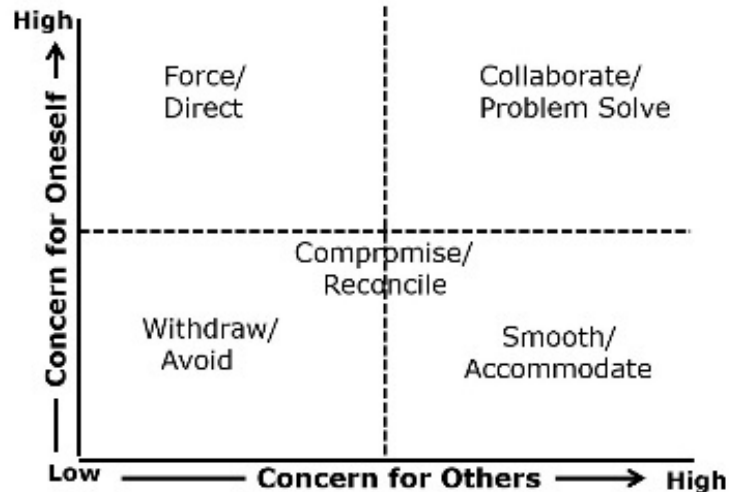 High
Force/
Direct
Collaborate/
Problem Solve
Concern for Oneself
Compromise/
Reconcile
Withdraw/
Avoid
Smooth/
Accommodate
Low
Concern for Others
High